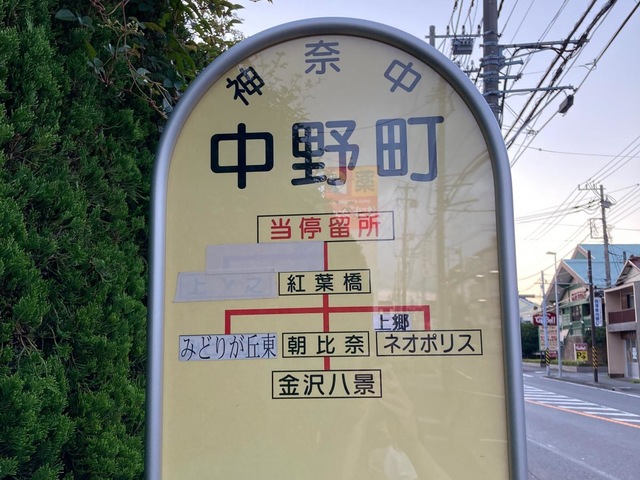 神奈中
中野町
当停留所
紅葉橋
上郷
みどりが丘東 朝比奈 ネオポリス
金沢八景